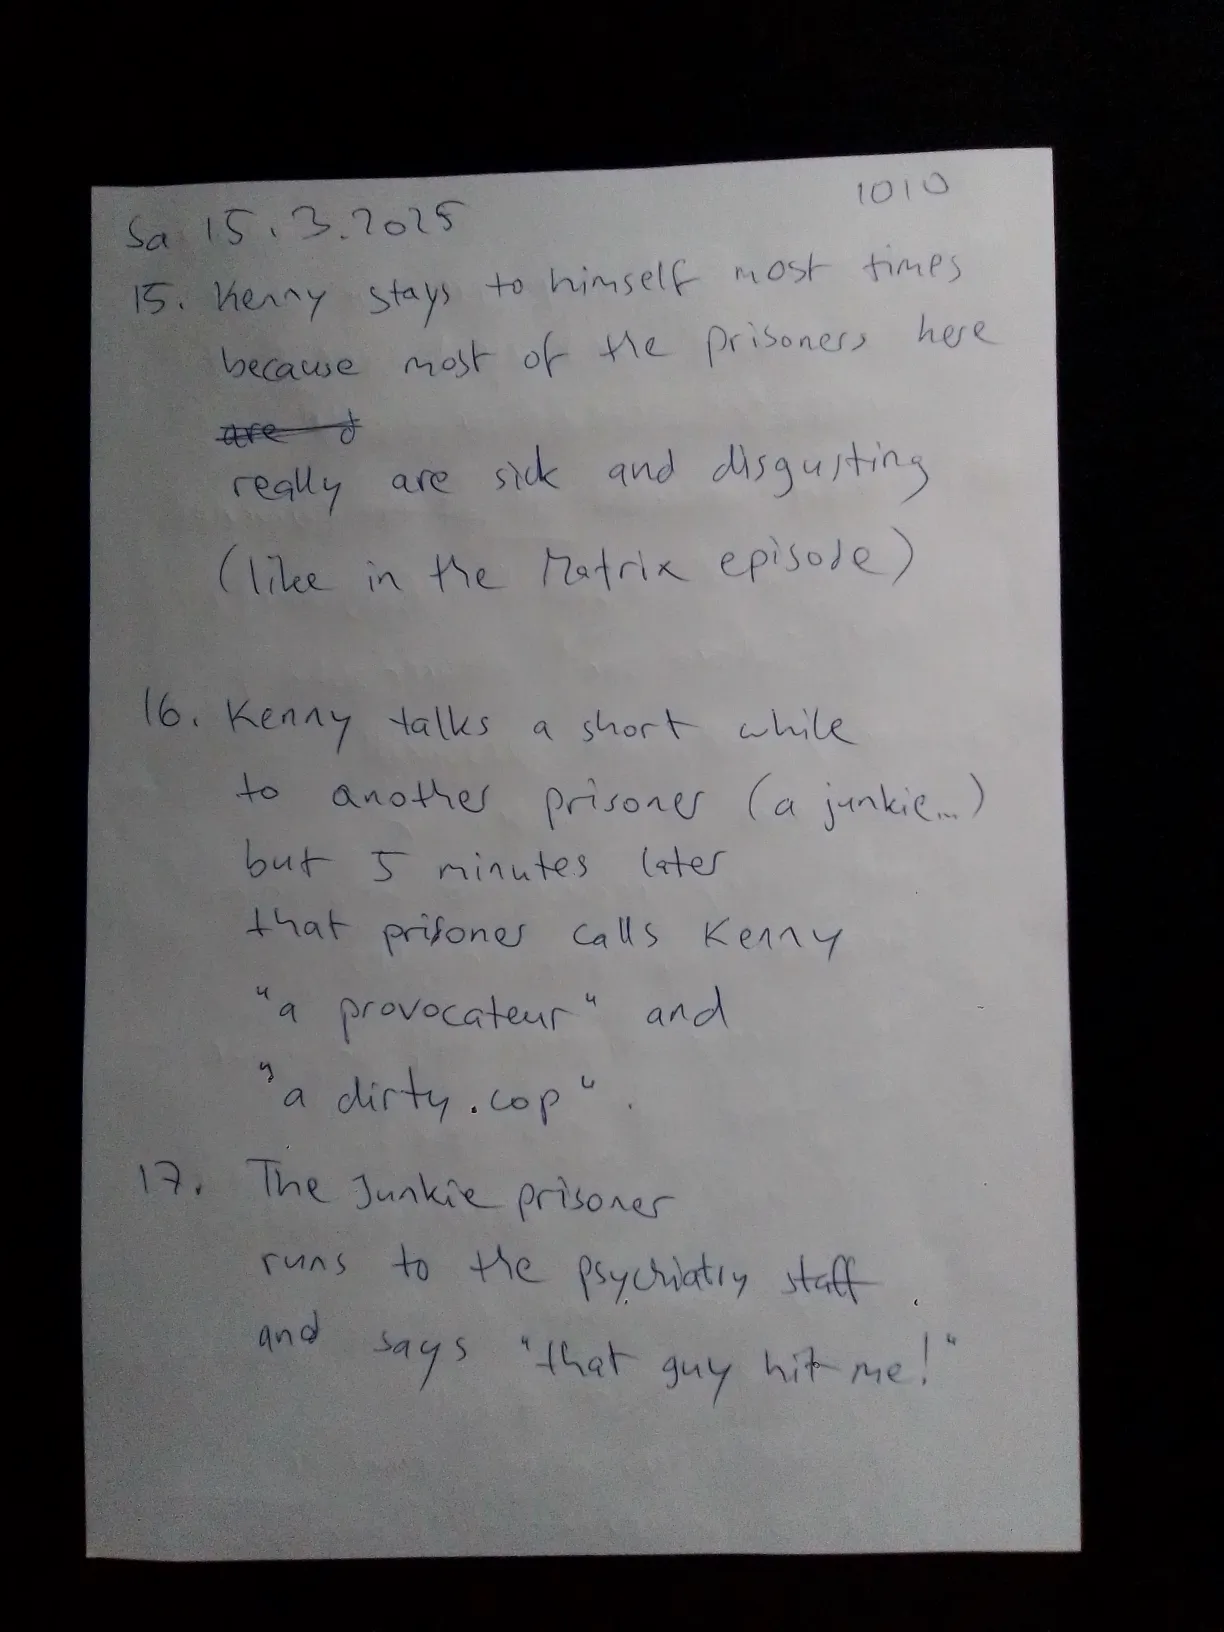 1010
Sa 15.3.2025
15. Kenny stays to himself most times
because most of the prisoners here
are d
really are sick and disgusting
(like in the Matrix episode)
16. Kenny talks a short while
to another prisoner (a junkie...)
but 5 minutes later
that prisoner calls Kenny
"a provocateur" and
"a dirty.cop".
17. The Junkie prisoner
runs to the psychiatry staff
and says "that guy hit me!"